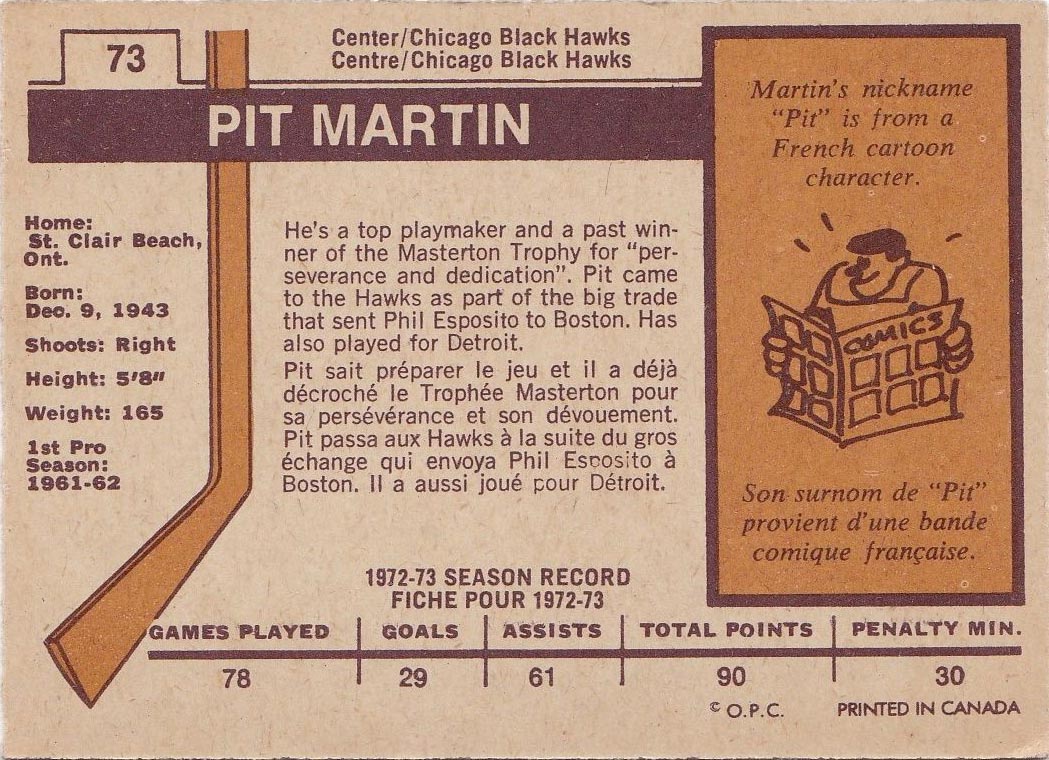 73
Center/Chicago Black Hawks
Centre/Chicago Black Hawks
PIT MARTIN
Home:
St. Clair Beach,
Ont.
Born:
Dec. 9, 1943
Shoots: Right
Height: 5'8"
Weight: 165
1st Pro
Season:
1961-62
He's a top playmaker and a past win-
ner of the Masterton Trophy for "per-
severance and dedication". Pit came
to the Hawks as part of the big trade
that sent Phil Esposito to Boston. Has
also played for Detroit.
Pit sait préparer le jeu et il a déjà
décroché le Trophée Masterton pour
sa persévérance et son dévouement.
Pit passa aux Hawks à la suite du gros
échange qui envoya Phil Esposito à
Boston. Il a aussi joué pour Détroit.
Martin's nickname
"Pit" is from a
French cartoon
character.
COMICS
Son surnom de "Pit"
provient d'une bande
comique française.
1972-73 SEASON RECORD
FICHE POUR 1972-73
GAMES PLAYED GOALS ASSISTS TOTAL POINTS PENALTY MIN.
78 29 61 90 30
© O.P.C. PRINTED IN CANADA